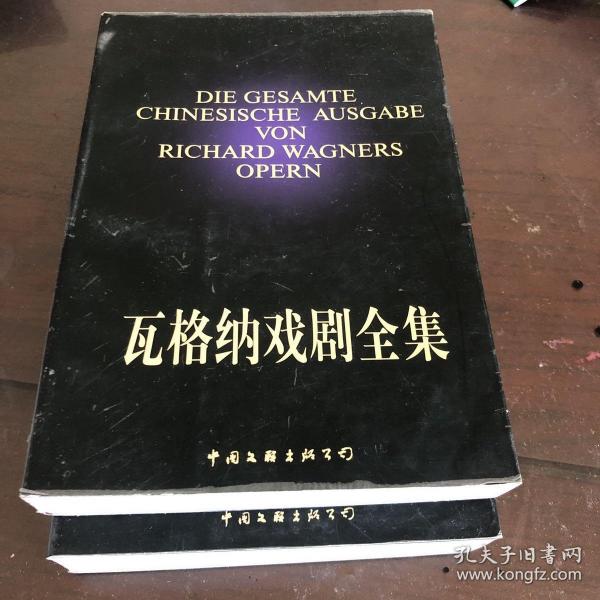 DIE GESAMTE
CHINESISCHE AUSGABE
VON
RICHARD WAGNERS
OPERN
瓦格纳戏剧全集
中国文联出版公司
中国文联出版公司
孔夫子旧书网
www.kongfz.com